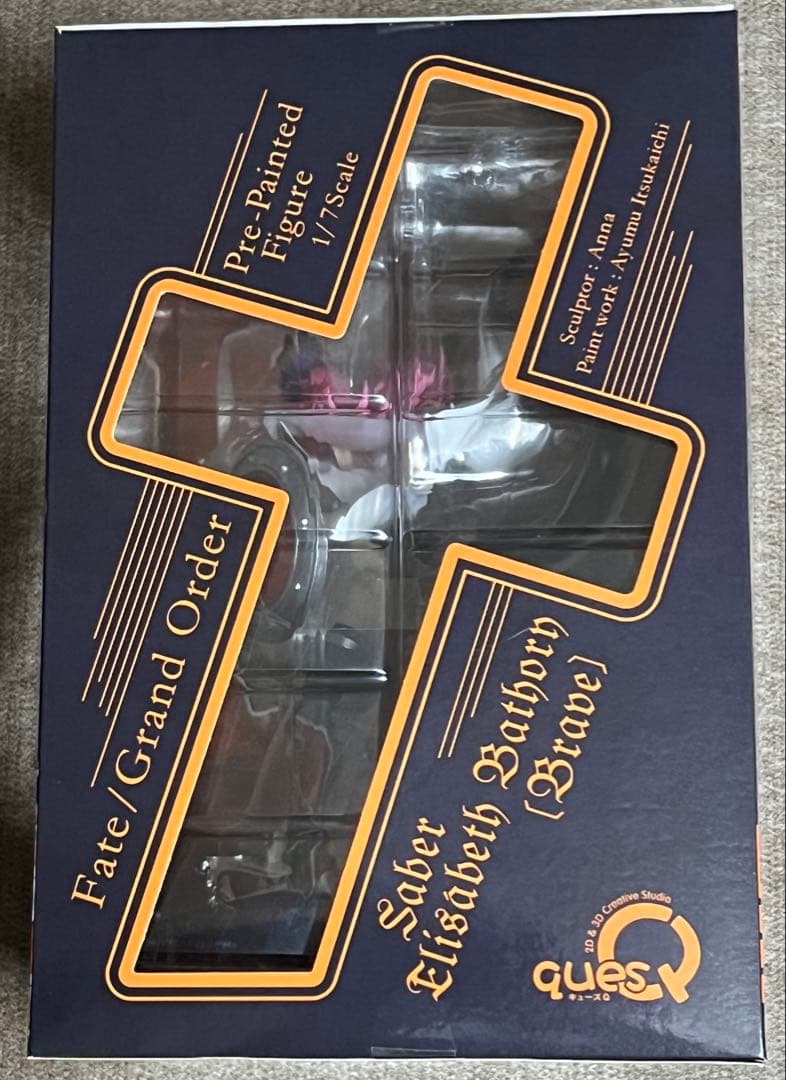 Pre-Painted
Figure
1/7Scale
Sculptor : Anna
Paint work : Ayumu Itsukaichi
Fate/Grand Order
Saber
Elisabeth Bathory
[Brave]
2D & 3D Creative Studio
quesQ
キューズQ